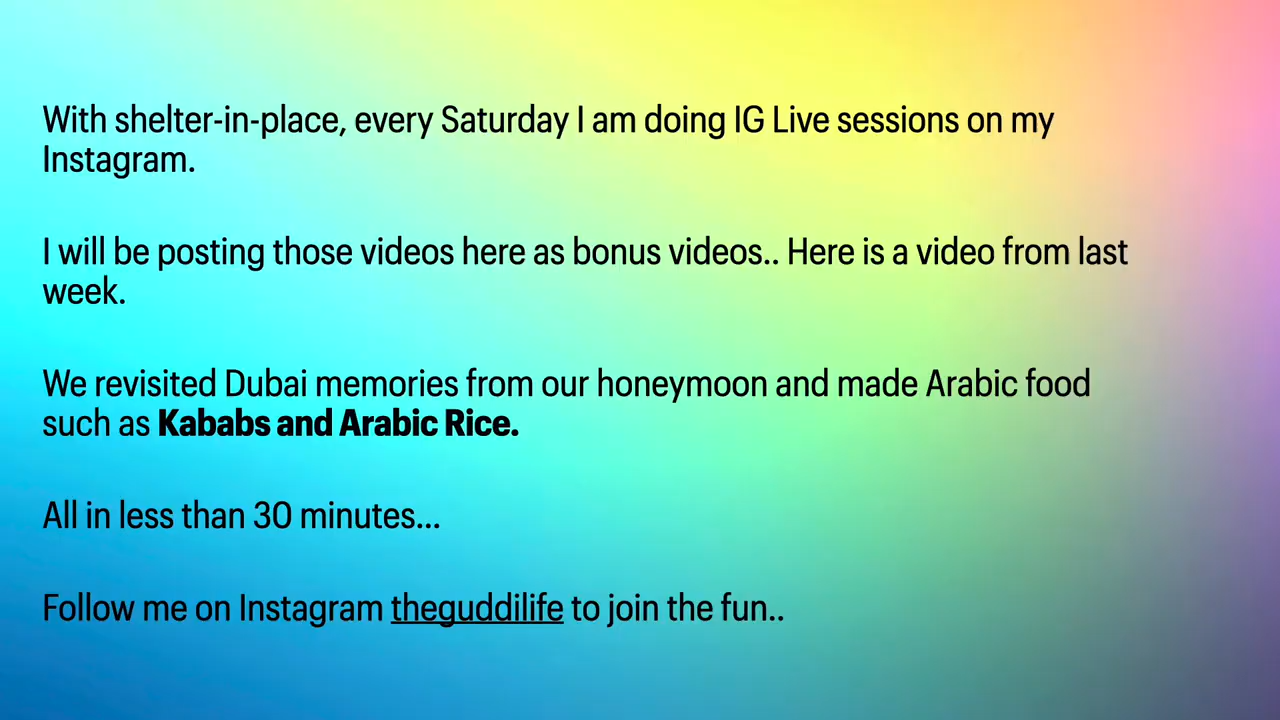 With shelter-in-place, every Saturday I am doing IG Live sessions on my
Instagram.
I will be posting those videos here as bonus videos.. Here is a video from last
week.
We revisited Dubai memories from our honeymoon and made Arabic food
such as Kababs and Arabic Rice.
All in less than 30 minutes...
Follow me on Instagram theguddilife to join the fun..